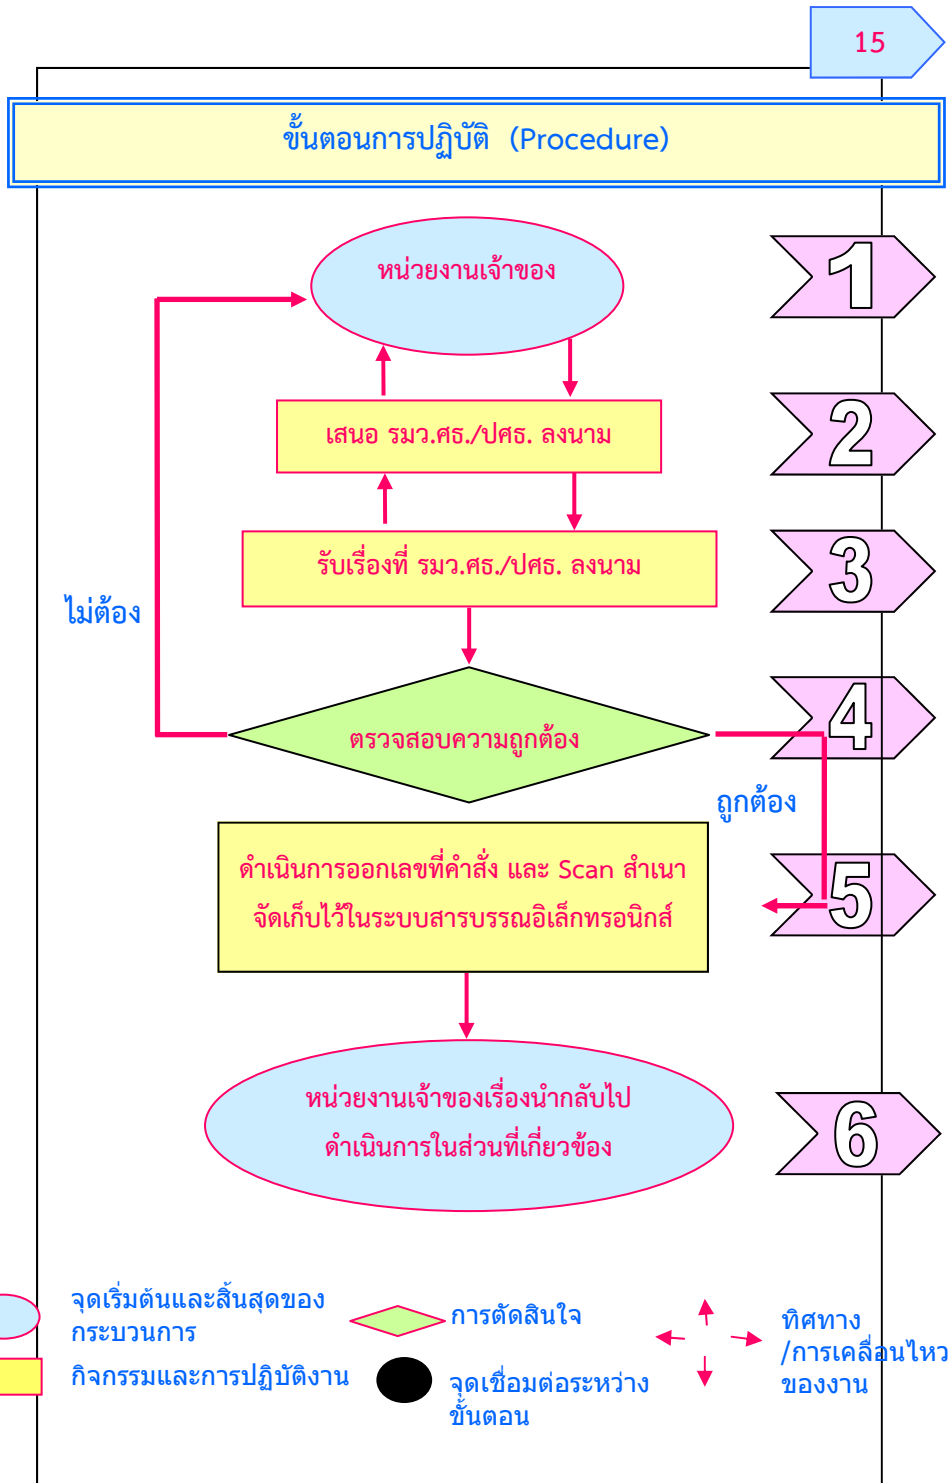 15
ขั้นตอนการปฏิบัติ (Procedure)
หน่วยงานเจ้าของ
1
เสนอ รมว.ศธ./ปศธ. ลงนาม
2
รับเรื่องที่ รมว.ศธ./ปศธ. ลงนาม
3
ไม่ต้อง
ตรวจสอบความถูกต้อง
4
ถูกต้อง
ดำเนินการออกเลขที่คำสั่ง และ Scan สำเนา
จัดเก็บไว้ในระบบสารบรรณอิเล็กทรอนิกส์
5
หน่วยงานเจ้าของเรื่องนำกลับไป
ดำเนินการในส่วนที่เกี่ยวข้อง
6
จุดเริ่มต้นและสิ้นสุดของ
กระบวนการ
การตัดสินใจ
ทิศทาง
/การเคลื่อนไหว
ของงาน
กิจกรรมและการปฏิบัติงาน
จุดเชื่อมต่อระหว่าง
ขั้นตอน